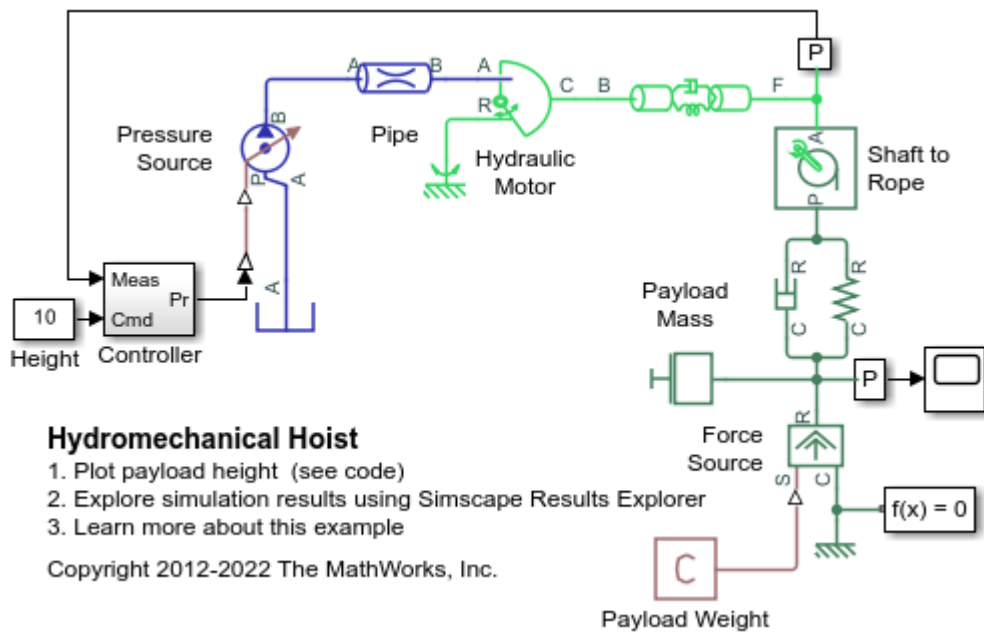 P
A
B
A
C
B
F
B
R
Pressure
Source
Pipe
Hydraulic
Motor
A
Shaft to
Rope
P
A
P
Meas
Pr
Cmd
10
Height
Controller
A
R
R
Payload
Mass
C
C
P
R
Hydromechanical Hoist
1. Plot payload height (see code)
2. Explore simulation results using Simscape Results Explorer
3. Learn more about this example
Copyright 2012-2022 The MathWorks, Inc.
Force
Source
S
C
f(x) = 0
C
Payload Weight